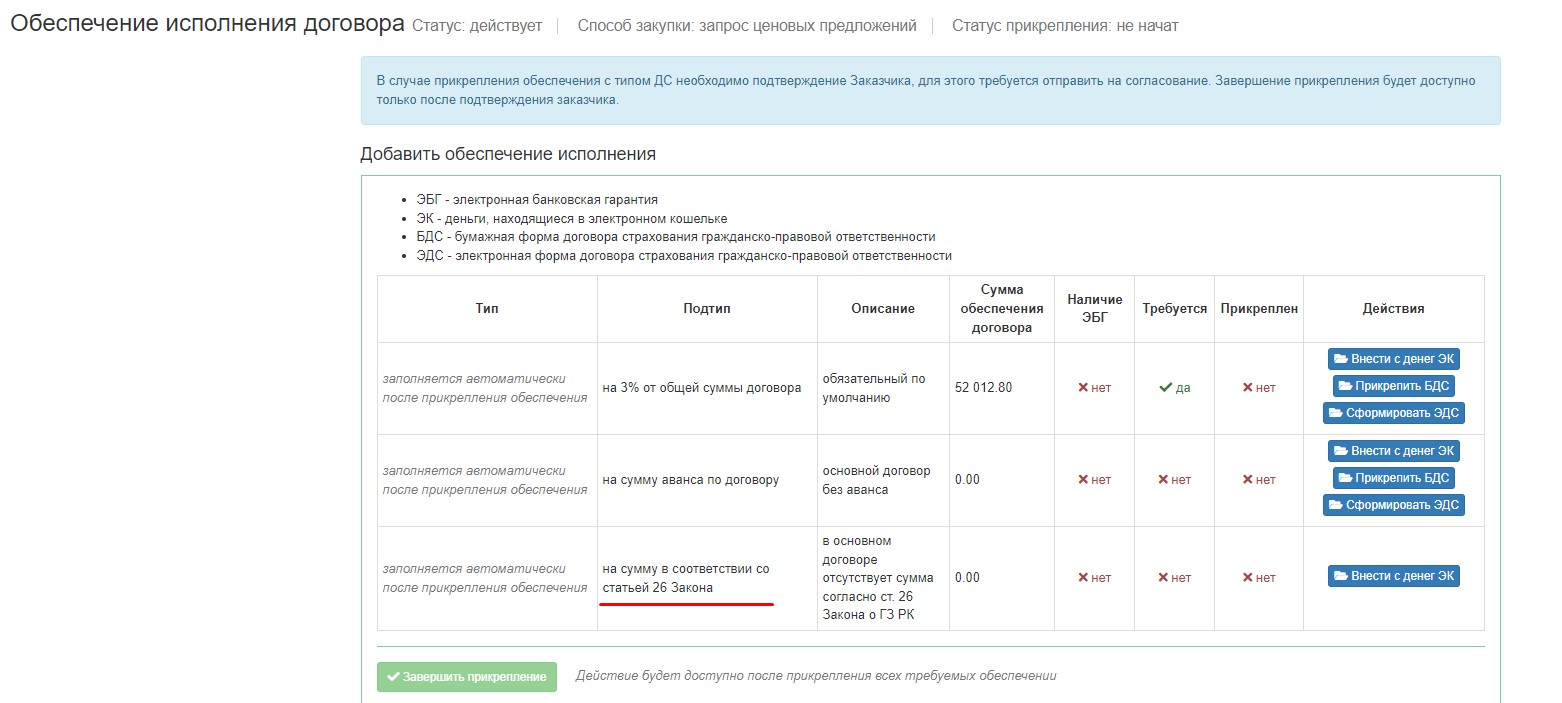 Обеспечение исполнения договора Статус: действует Способ закупки: запрос ценовых предложений Статус прикрепления: не начат
В случае прикрепления обеспечения с типом ДС необходимо подтверждение Заказчика, для этого требуется отправить на согласование. Завершение прикрепления будет доступно
только после подтверждения заказчика.
Добавить обеспечение исполнения
ЭБГ - электронная банковская гарантия
ЭК - деньги, находящиеся в электронном кошельке
БДС - бумажная форма договора страхования гражданско-правовой ответственности
ЭДС - электронная форма договора страхования гражданско-правовой ответственности
Тип
Подтип
Описание
Сумма
обеспечения
договора
Наличие
ЭБГ
Требуется
Прикреплен
Действия
заполняется автоматически
после прикрепления обеспечения
на 3% от общей суммы договора
обязательный по
умолчанию
52 012.80
нет
да
нет
Внести с денег ЭК
Прикрепить БДС
Сформировать ЭДС
заполняется автоматически
после прикрепления обеспечения
на сумму аванса по договору
основной договор
без аванса
0.00
нет
нет
нет
Внести с денег ЭК
Прикрепить БДС
Сформировать ЭДС
заполняется автоматически
после прикрепления обеспечения
на сумму в соответствии со
статьей 26 Закона
в основном
договоре
отсутствует сумма
согласно ст. 26
Закона о ГЗ РК
0.00
нет
нет
нет
Внести с денег ЭК
Завершить прикрепление
Действие будет доступно после прикрепления всех требуемых обеспечении